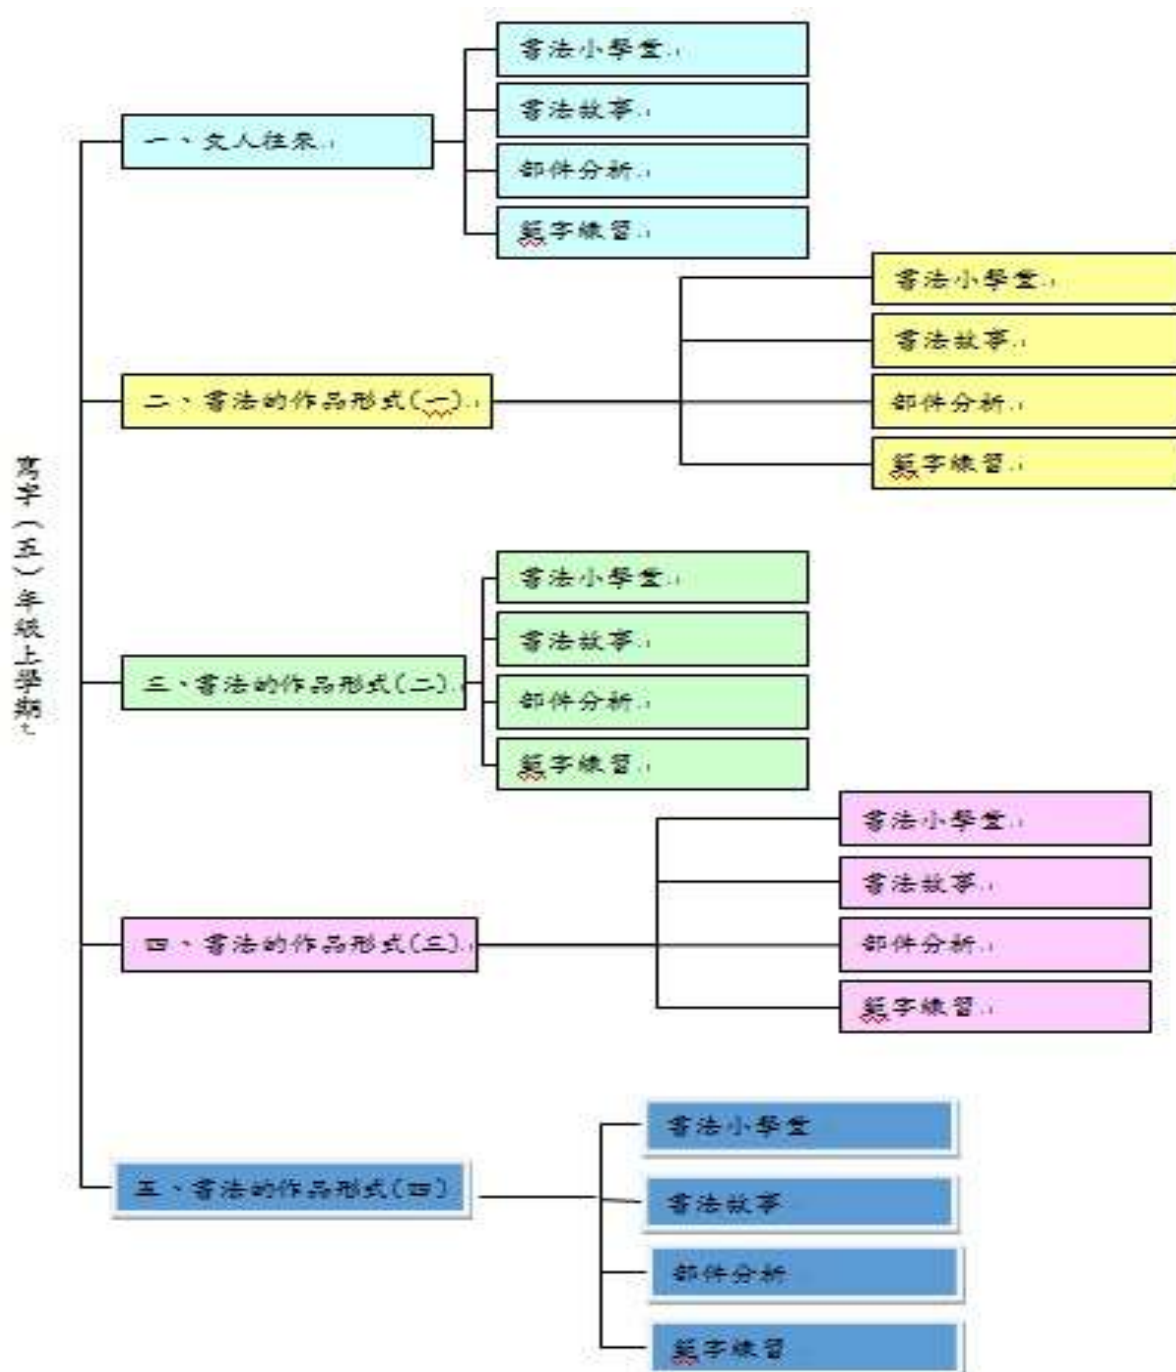 高年(五)年級上學期
一、文人往來
書法小學堂
書法故事
部件分析
範字練習
二、書法的作品形式(一)
書法小學堂
書法故事
部件分析
範字練習
三、書法的作品形式(二)
書法小學堂
書法故事
部件分析
範字練習
四、書法的作品形式(三)
書法小學堂
書法故事
部件分析
範字練習
五、書法的作品形式(四)
書法小學堂
書法故事
部件分析
範字練習